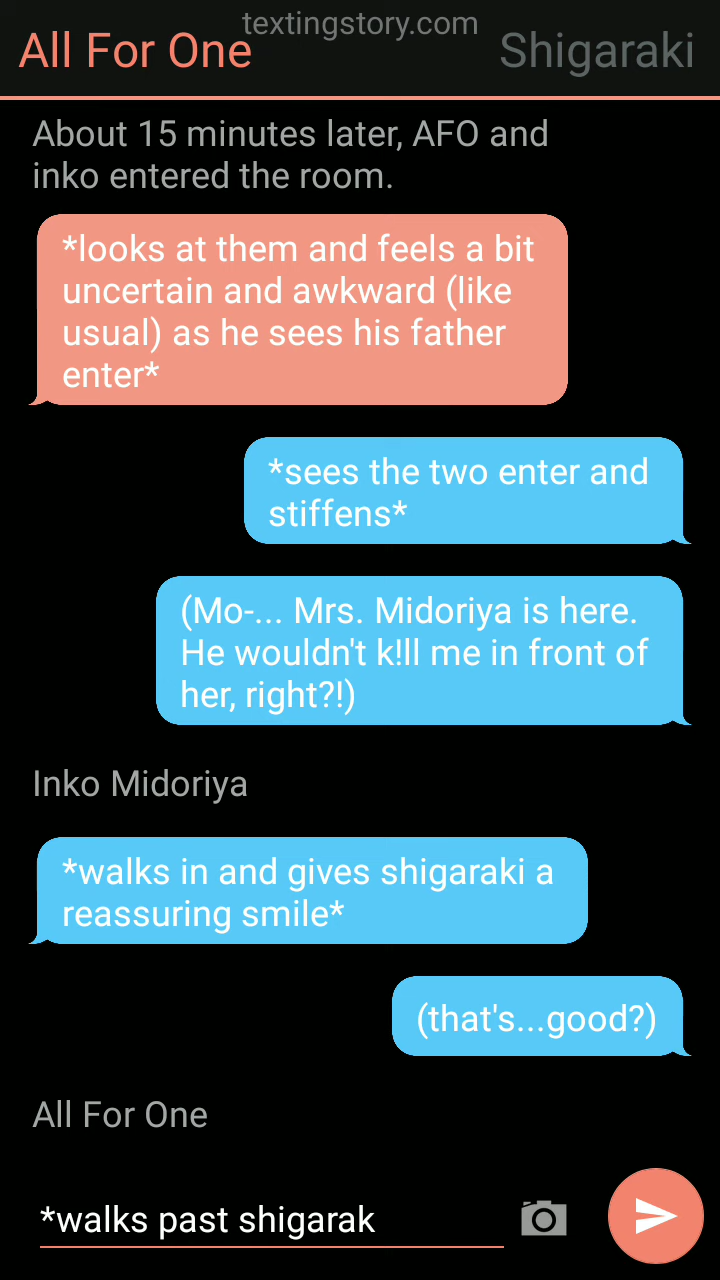 textingstory.com
All For One
Shigaraki
About 15 minutes later, AFO and
inko entered the room.
*looks at them and feels a bit
uncertain and awkward (like
usual) as he sees his father
enter*
*sees the two enter and
stiffens*
(Mo-... Mrs. Midoriya is here.
He wouldn't k!ll me in front of
her, right?!)
Inko Midoriya
*walks in and gives shigaraki a
reassuring smile*
(that's...good?)
All For One
*walks past shigarak